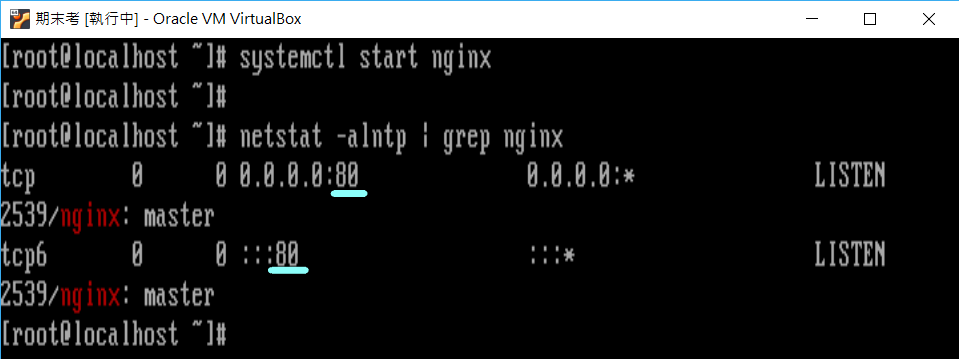 期末考 [執行中] - Oracle VM VirtualBox
[root@localhost ~]# systemctl start nginx
[root@localhost ~]#
[root@localhost ~]# netstat -alntp | grep nginx
tcp        0      0 0.0.0.0:80              0.0.0.0:*               LISTEN
2539/nginx: master
tcp6       0      0 :::80                   :::*                    LISTEN
2539/nginx: master
[root@localhost ~]#